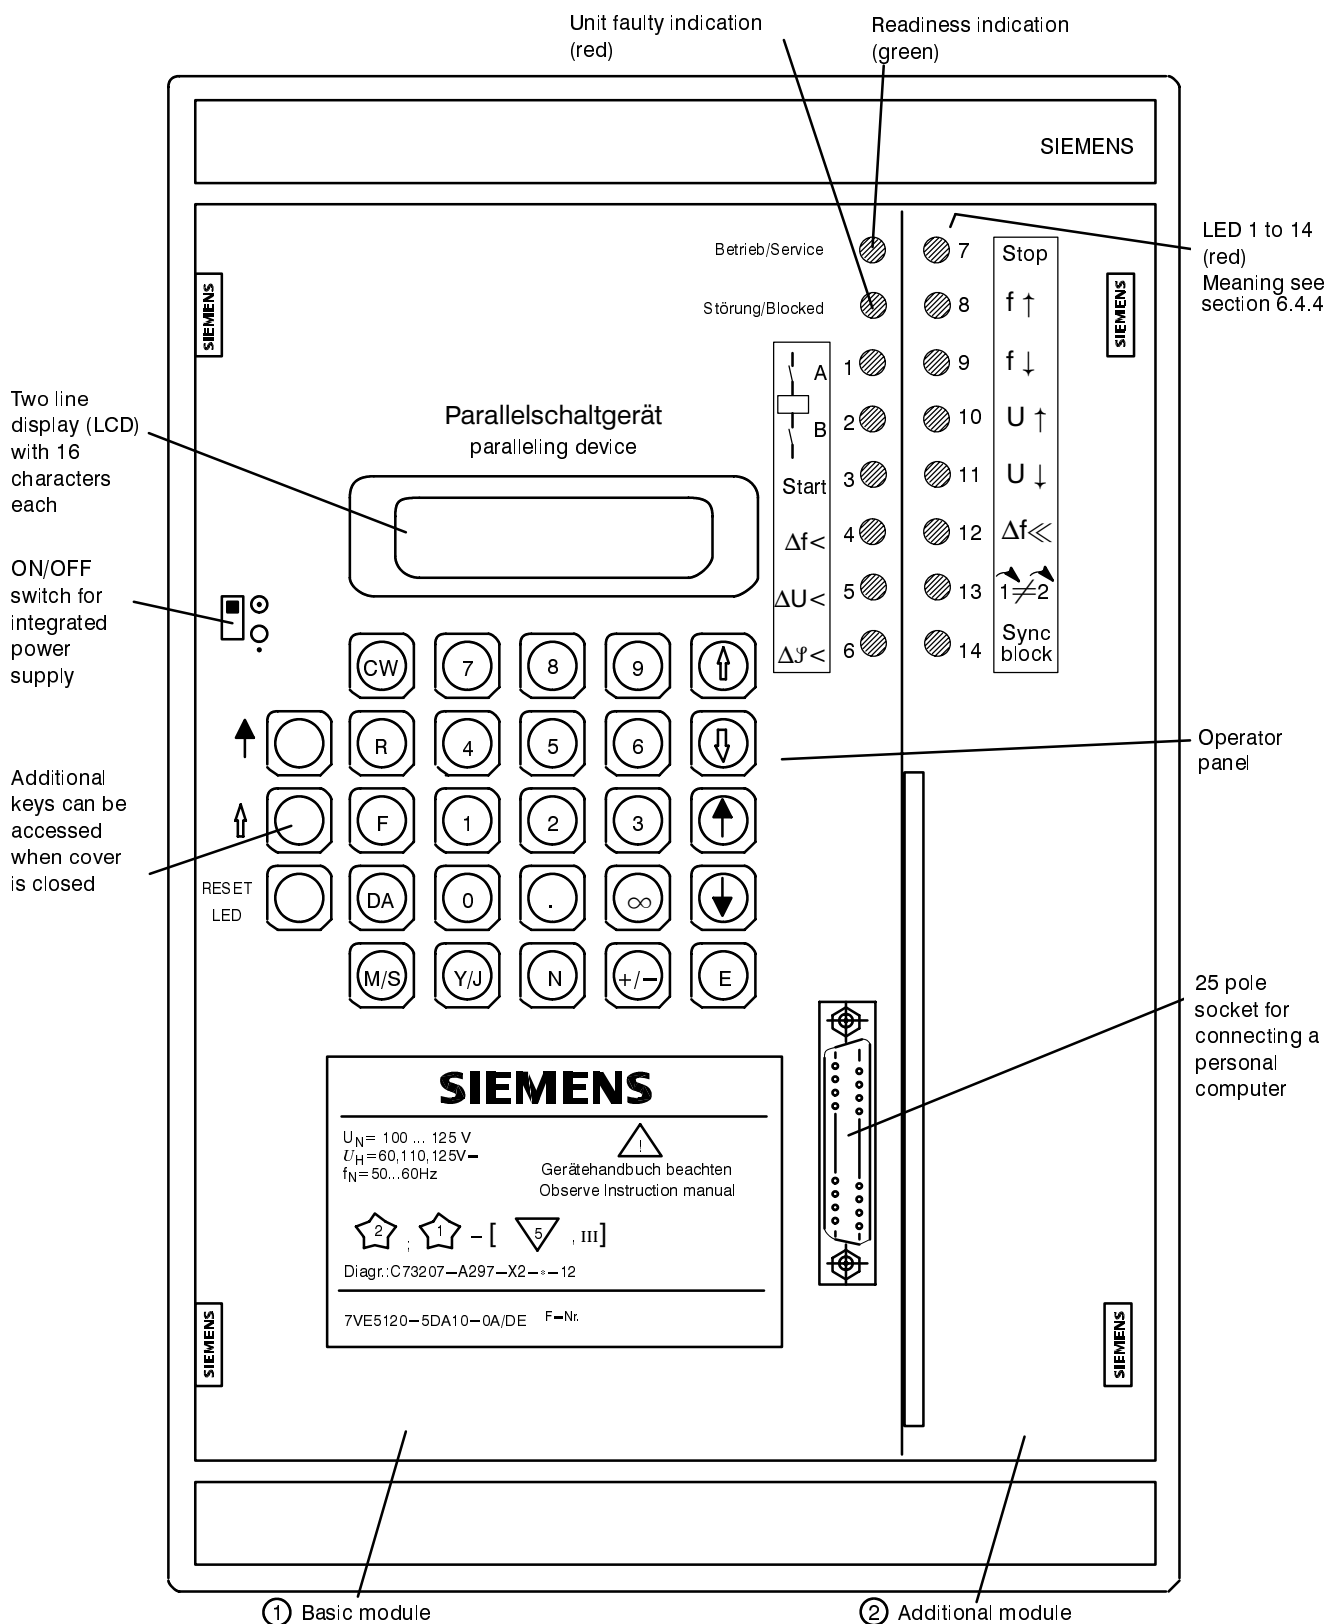 Unit faulty indication
(red)
Readiness indication
(green)
SIEMENS
LED 1 to 14
(red)
Meaning see
section 6.4.4
Betrieb/Service
7
Stop
Störung/Blocked
8
f ↑
SIEMENS
SIEMENS
A
1
9
f ↓
B
2
10
U ↑
Start
3
11
U ↓
Δf<
4
12
Δf≪
ΔU<
5
13
1≠2
Δφ<
6
14
Sync
block
Two line
display (LCD)
with 16
characters
each
Parallelschaltgerät
paralleling device
ON/OFF
switch for
integrated
power
supply
CW 7 8 9 ⇧
R 4 5 6 ⇩
F 1 2 3 ↑
DA 0 . ∞ ↓
M/S Y/J N +/− E
Additional
keys can be
accessed
when cover
is closed
RESET
LED
Operator
panel
25 pole
socket for
connecting a
personal
computer
SIEMENS
UN= 100 ... 125 V
UH=60,110,125V−
fN=50...60Hz
!
Gerätehandbuch beachten
Observe Instruction manual
2 ; 1 − [ 5 , III]
Diagr.:C73207−A297−X2−*−12
7VE5120−5DA10−0A/DE F−Nr.
SIEMENS
SIEMENS
1 Basic module
2 Additional module